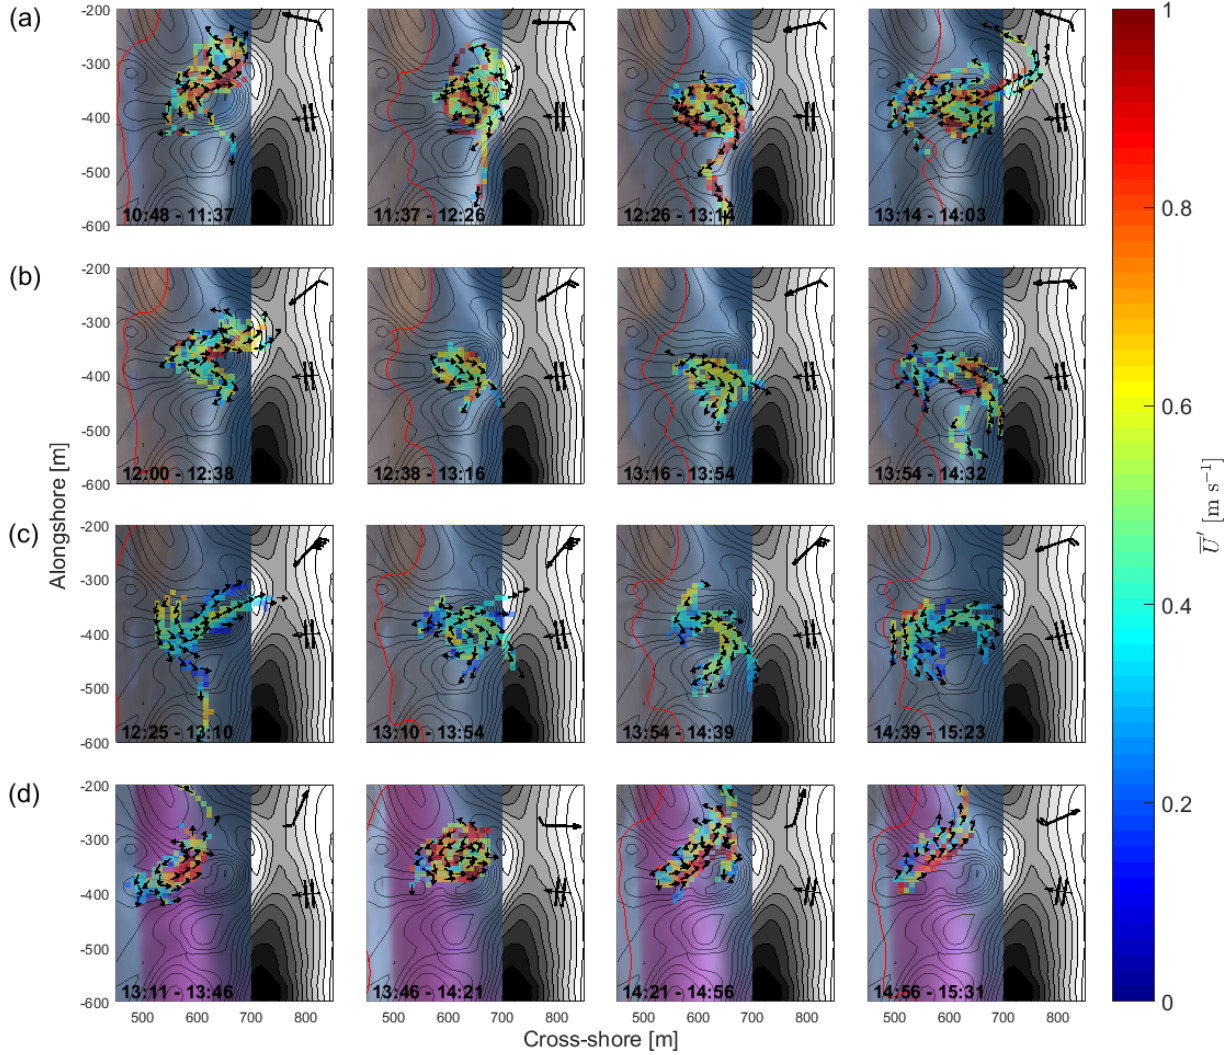 (a)
-200
-300
-400
-500
-600
10:48 - 11:37
11:37 - 12:26
12:26 - 13:14
13:14 - 14:03
(b)
-200
-300
-400
-500
-600
12:00 - 12:38
12:38 - 13:16
13:16 - 13:54
13:54 - 14:32
(c)
-200
-300
-400
-500
-600
12:25 - 13:10
13:10 - 13:54
13:54 - 14:39
14:39 - 15:23
(d)
-200
-300
-400
-500
-600
13:11 - 13:46
13:46 - 14:21
14:21 - 14:56
14:56 - 15:31
500 600 700 800
500 600 700 800
500 600 700 800
500 600 700 800
Alongshore [m]
Cross-shore [m]
1
0.8
0.6
0.4
0.2
0
U̅′ [m s⁻¹]